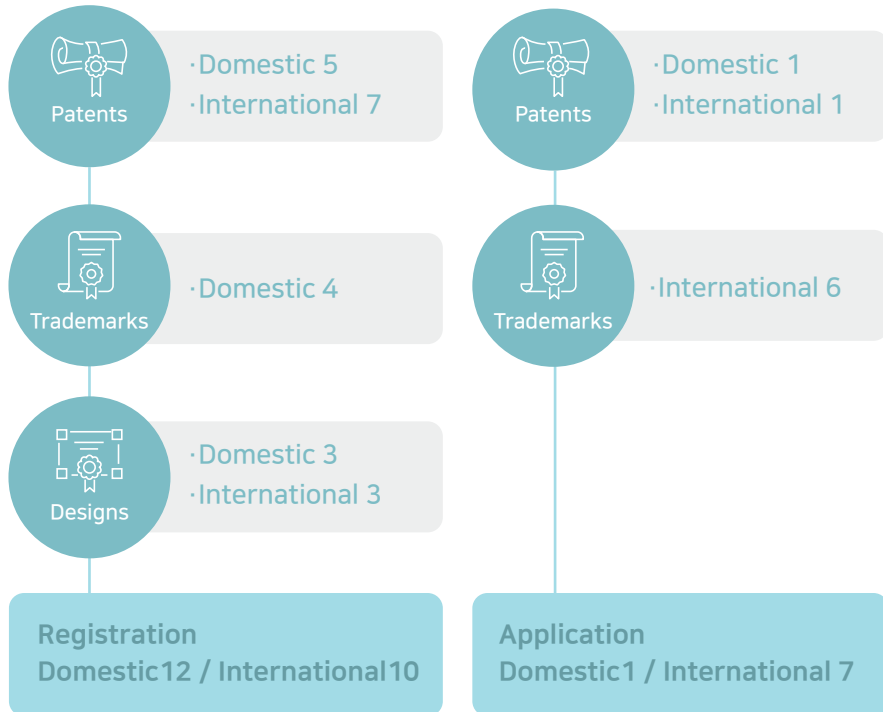 Patents
·Domestic 5
·International 7
Trademarks
·Domestic 4
Designs
·Domestic 3
·International 3
Registration
Domestic12 / International10
Patents
·Domestic 1
·International 1
Trademarks
·International 6
Application
Domestic1 / International 7